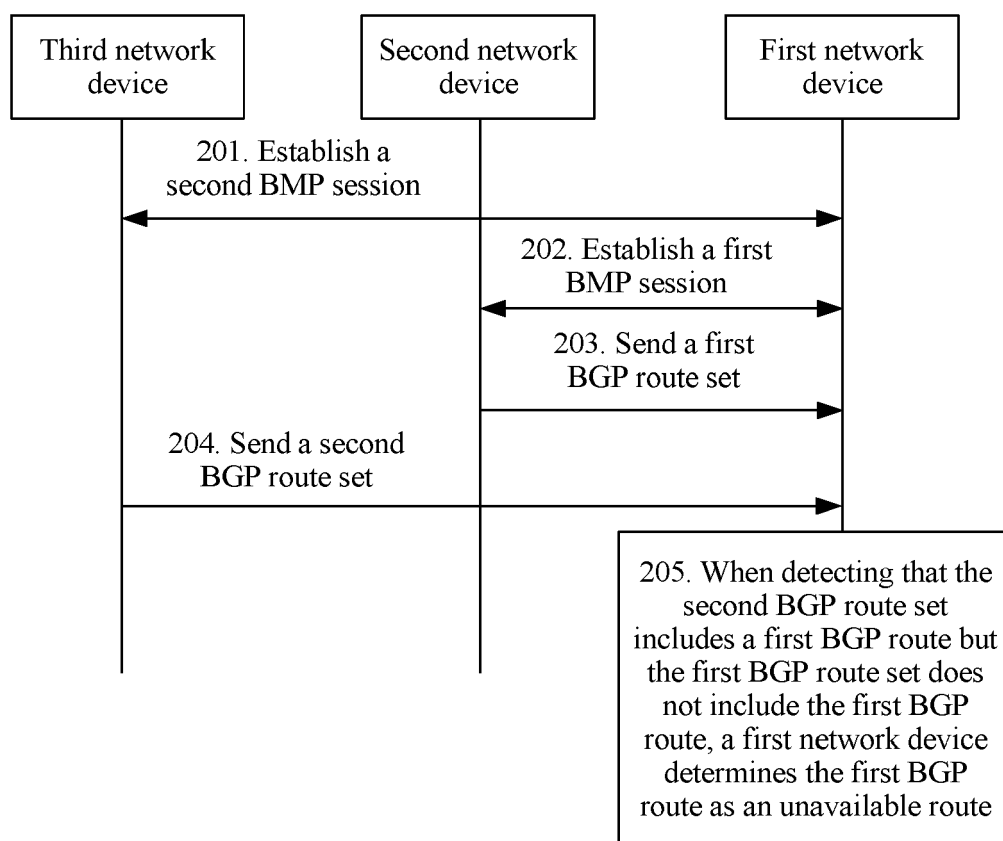 Third network
device
Second network
device
First network
device
201. Establish a
second BMP session
202. Establish a first
BMP session
203. Send a first
BGP route set
204. Send a second
BGP route set
205. When detecting that the
second BGP route set
includes a first BGP route but
the first BGP route set does
not include the first BGP
route, a first network device
determines the first BGP
route as an unavailable route